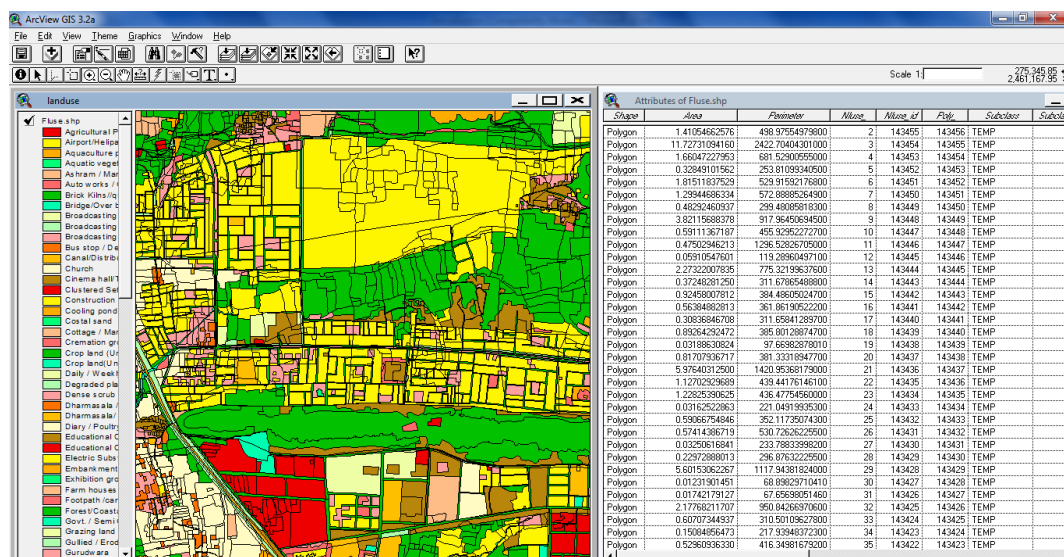 ArcView GIS 3.2a
File Edit View Theme Graphics Window Help
Scale 1:
275,345.85
2,461,167.95
landuse
Fluse.shp
Agricultural P
Airport/Helipa
Aquaculture p
Aquatic veget
Ashram / Mar
Auto works /
Brick Kilns//q
Bridge/Over b
Broadcasting
Broadcasting
Broadcasting
Bus stop / De
Canal/Distribu
Church
Cinema hall/T
Clustered Set
Construction
Cooling pond
Costal sand
Cottage / Mar
Cremation gro
Crop land (Ur
Crop land(Un
Daily / Week h
Degraded pla
Dense scrub
Dharmasala /
Dharmasala/
Diary / Poultry
Educational C
Educational C
Electric Subs
Embankment
Exhibition gro
Farm houses
Footpath /car
Forest/Coasta
Govt. / Semi
Grazing land
Gullied / Erod
Gurudwara
Attributes of Fluse.shp
Shape Area Perimeter Nluse_ Nluse_id Poly_ Subclass Subcla
Polygon 1.41054662576 498.97554979800 2 143455 143456 TEMP
Polygon 11.72731094160 2422.70404301000 3 143454 143455 TEMP
Polygon 1.66047227953 681.52900555000 4 143453 143454 TEMP
Polygon 0.32849101562 253.81099340500 5 143452 143453 TEMP
Polygon 1.81511837529 529.91592176800 6 143451 143452 TEMP
Polygon 1.29944686334 572.88885264900 7 143450 143451 TEMP
Polygon 0.48292460937 299.48085818300 8 143449 143450 TEMP
Polygon 3.82115688378 917.96450694500 9 143448 143449 TEMP
Polygon 0.59111367187 455.92952272700 10 143447 143448 TEMP
Polygon 0.47502946213 1296.52826705000 11 143446 143447 TEMP
Polygon 0.05910547601 119.28960497100 12 143445 143446 TEMP
Polygon 2.27322007835 775.32199637600 13 143444 143445 TEMP
Polygon 0.37248281250 311.67865488800 14 143443 143444 TEMP
Polygon 0.92458007812 384.48605024700 15 143442 143443 TEMP
Polygon 0.56384882813 361.86190522200 16 143441 143442 TEMP
Polygon 0.30836846708 311.65841289700 17 143440 143441 TEMP
Polygon 0.89264292472 385.80128874700 18 143439 143440 TEMP
Polygon 0.03188630824 97.66982878010 19 143438 143439 TEMP
Polygon 0.81707936717 381.33318947700 20 143437 143438 TEMP
Polygon 5.97640312500 1420.95368179000 21 143436 143437 TEMP
Polygon 1.12702929689 439.44176146100 22 143435 143436 TEMP
Polygon 1.22825390625 436.47754560000 23 143434 143435 TEMP
Polygon 0.03162522863 221.04919935300 24 143433 143434 TEMP
Polygon 0.59066754846 352.11735074300 25 143432 143433 TEMP
Polygon 0.57414386719 530.72626225500 26 143431 143432 TEMP
Polygon 0.03250616841 233.78833998200 27 143430 143431 TEMP
Polygon 0.22972888013 296.87632225500 28 143429 143430 TEMP
Polygon 5.60153062267 1117.94381824000 29 143428 143429 TEMP
Polygon 0.01231901451 68.89829710410 30 143427 143428 TEMP
Polygon 0.01742179127 67.65698051460 31 143426 143427 TEMP
Polygon 2.17768211707 950.84266970600 32 143425 143426 TEMP
Polygon 0.60707344937 310.50109627800 33 143424 143425 TEMP
Polygon 0.15084856473 217.93948372300 34 143423 143424 TEMP
Polygon 0.52960936330 416.34981679200 35 143422 143423 TEMP